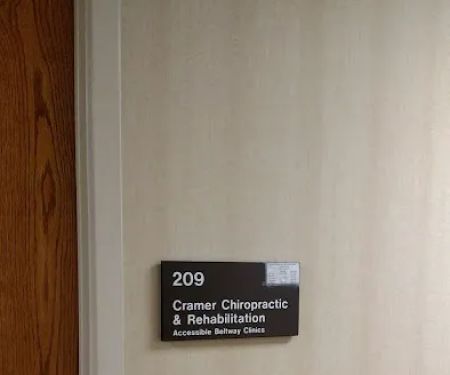 209
Cramer Chiropractic
& Rehabilitation
Accessible Beltway Clinics